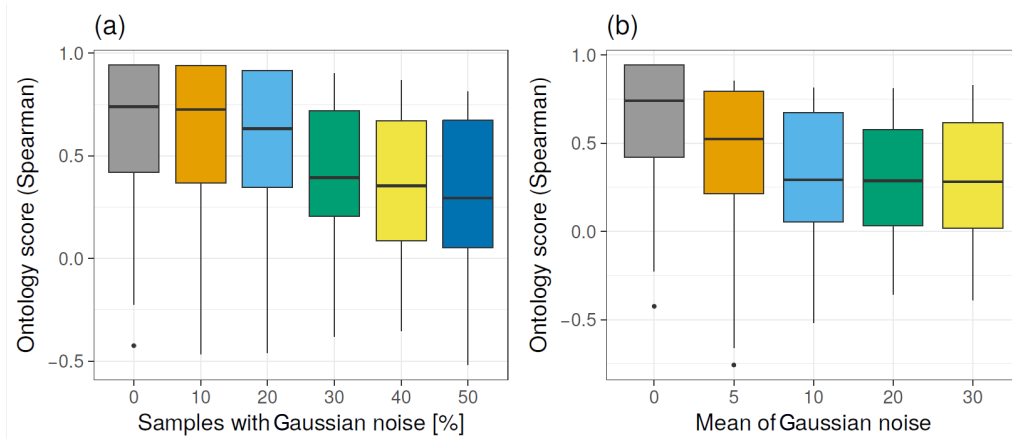 (a)
Ontology score (Spearman)
1.0
0.5
0.0
−0.5
0 10 20 30 40 50
Samples with Gaussian noise [%]
(b)
Ontology score (Spearman)
1.0
0.5
0.0
−0.5
0 5 10 20 30
Mean of Gaussian noise